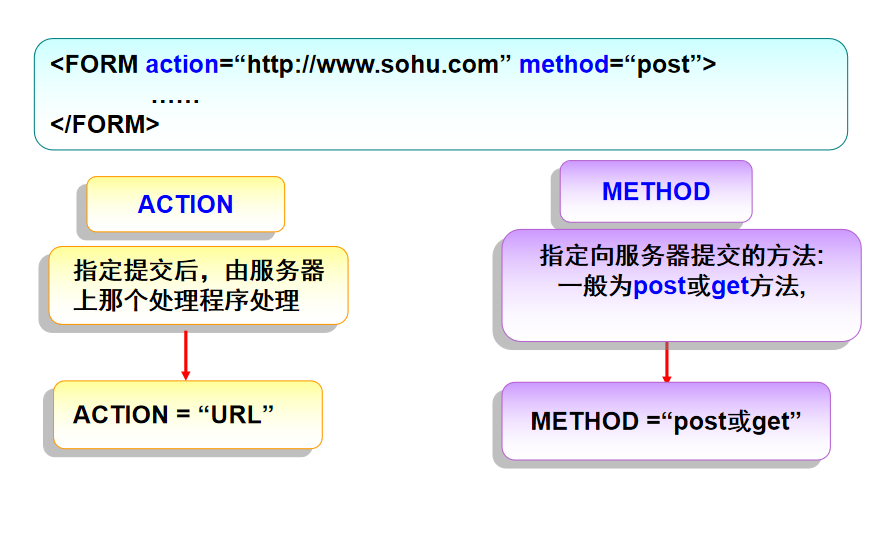 <FORM action=“http://www.sohu.com” method=“post”>
……
</FORM>
ACTION
指定提交后，由服务器
上那个处理程序处理
ACTION = “URL”
METHOD
指定向服务器提交的方法:
一般为post或get方法,
METHOD =“post或get”